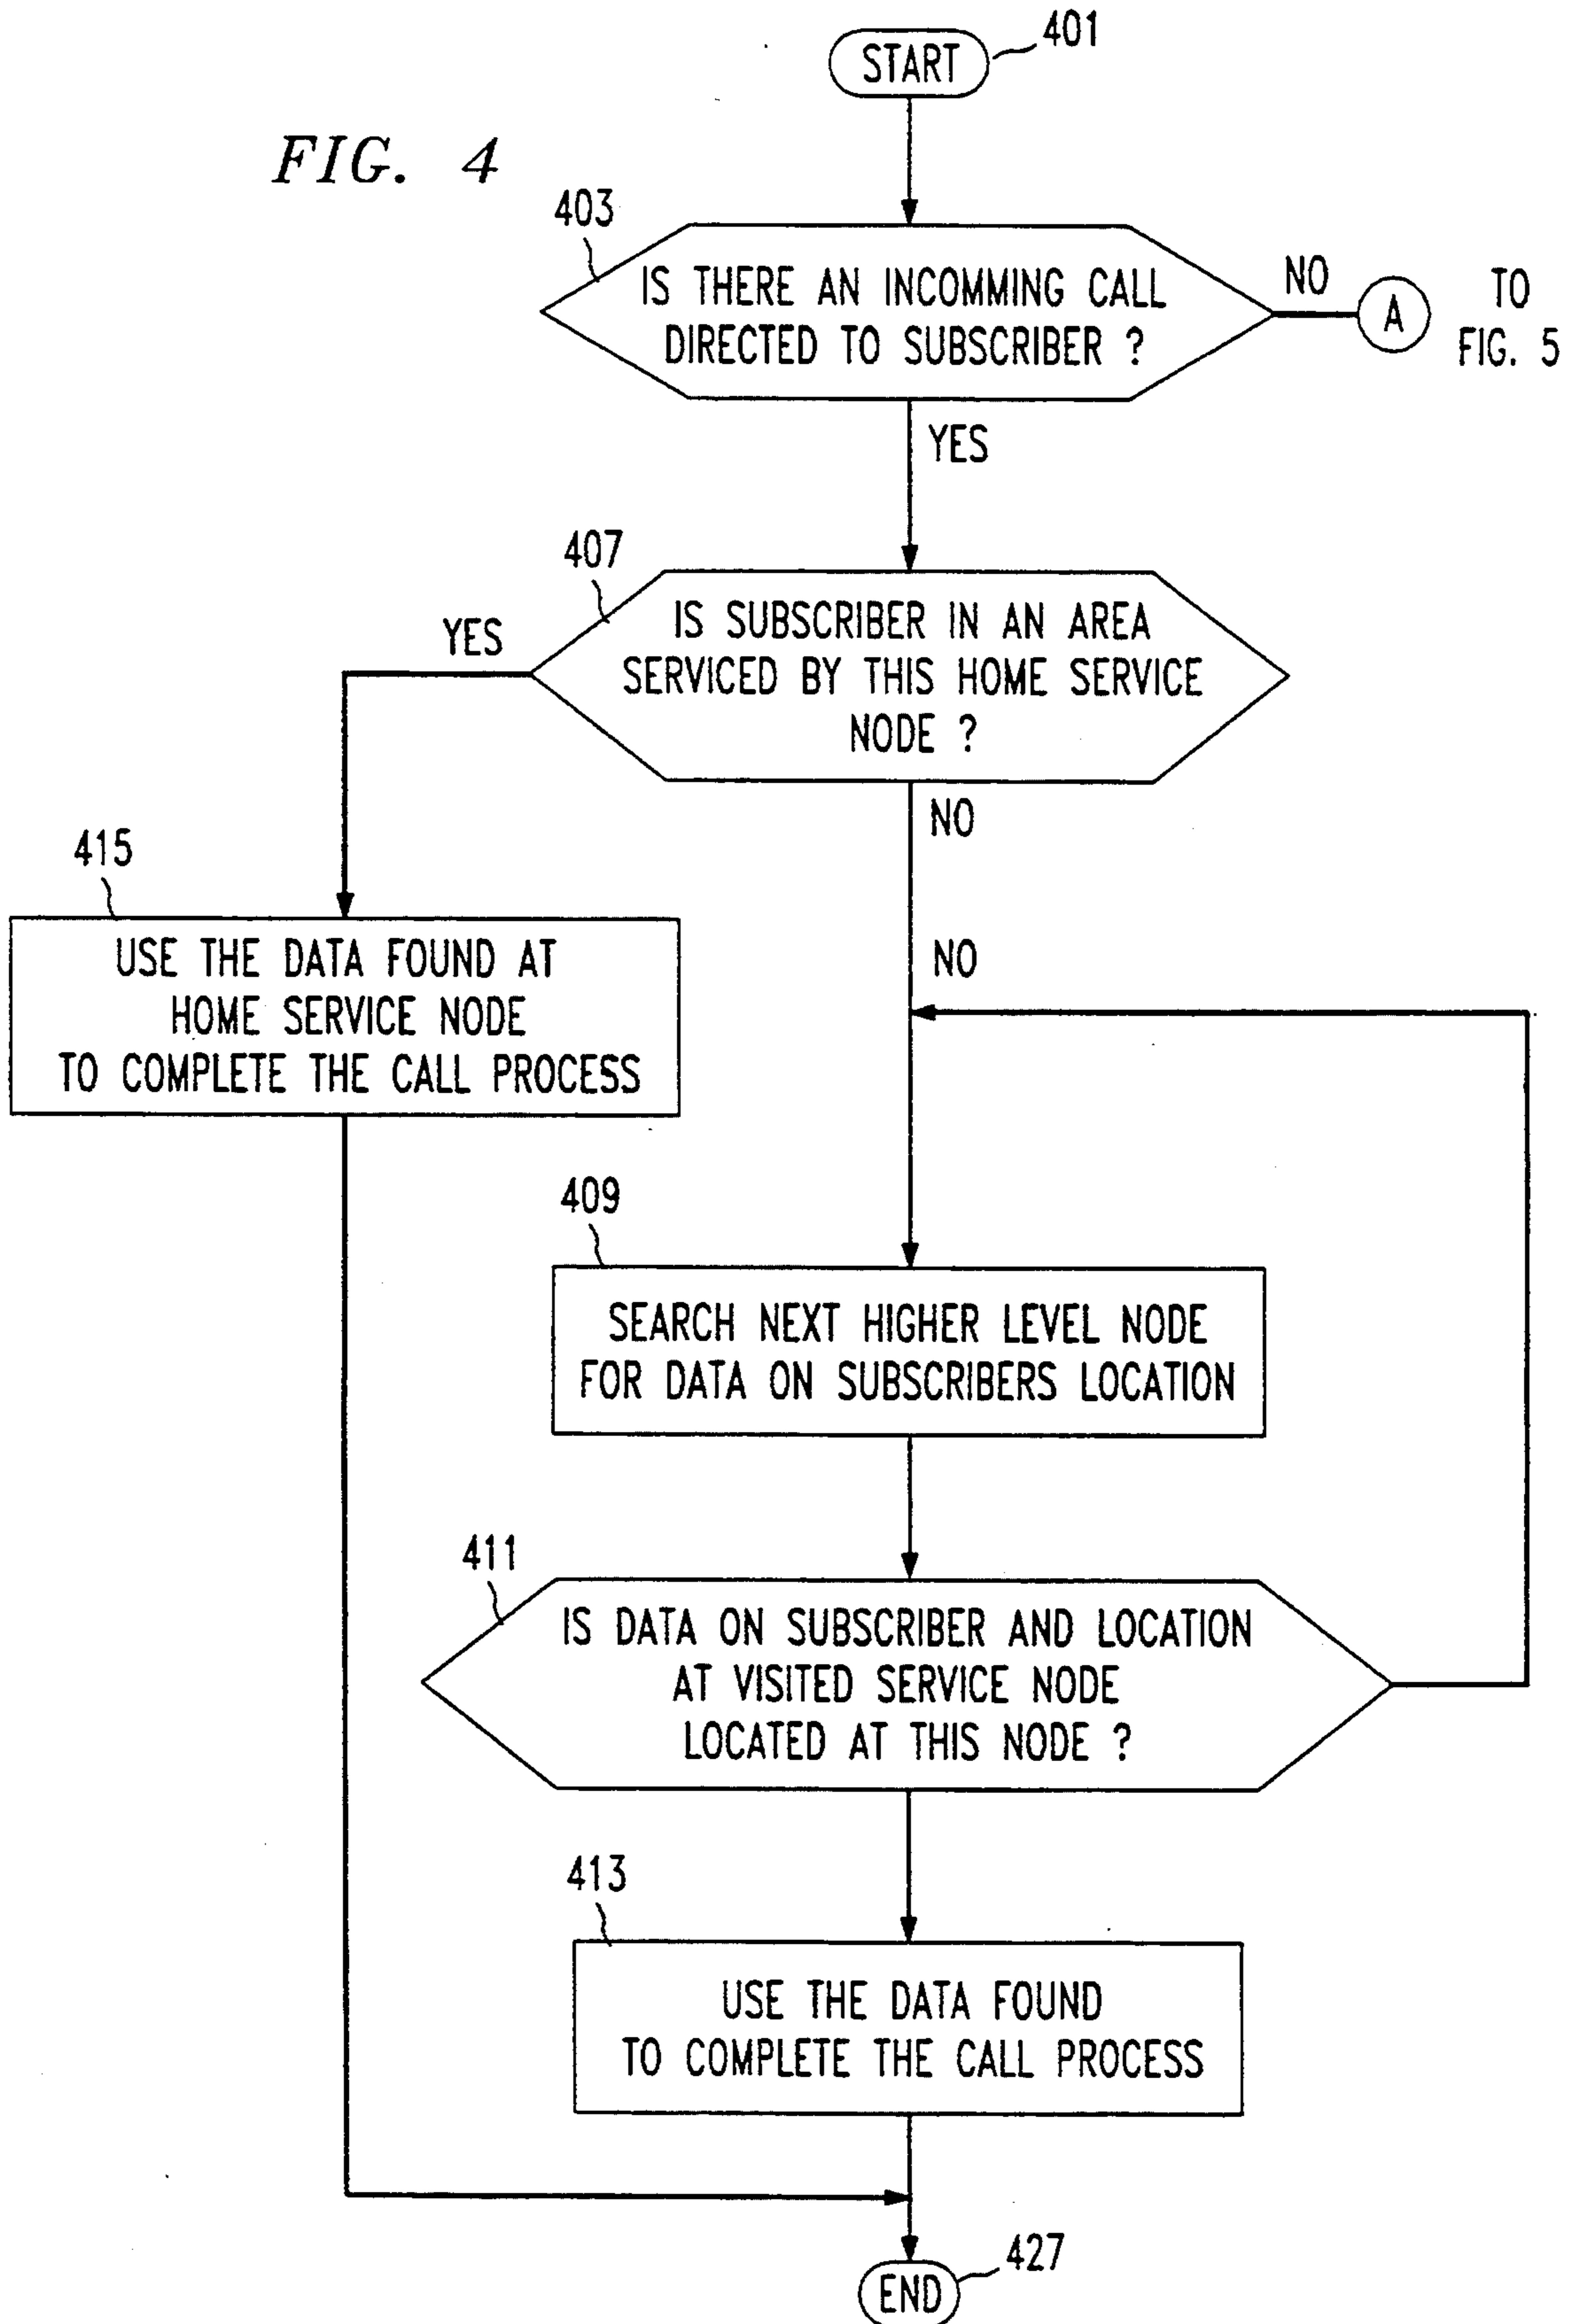 START
401
FIG. 4
403
IS THERE AN INCOMMING CALL
DIRECTED TO SUBSCRIBER ?
NO
A
TO
FIG. 5
YES
407
IS SUBSCRIBER IN AN AREA
SERVICED BY THIS HOME SERVICE
NODE ?
YES
NO
415
USE THE DATA FOUND AT
HOME SERVICE NODE
TO COMPLETE THE CALL PROCESS
NO
409
SEARCH NEXT HIGHER LEVEL NODE
FOR DATA ON SUBSCRIBERS LOCATION
411
IS DATA ON SUBSCRIBER AND LOCATION
AT VISITED SERVICE NODE
LOCATED AT THIS NODE ?
413
USE THE DATA FOUND
TO COMPLETE THE CALL PROCESS
427
END